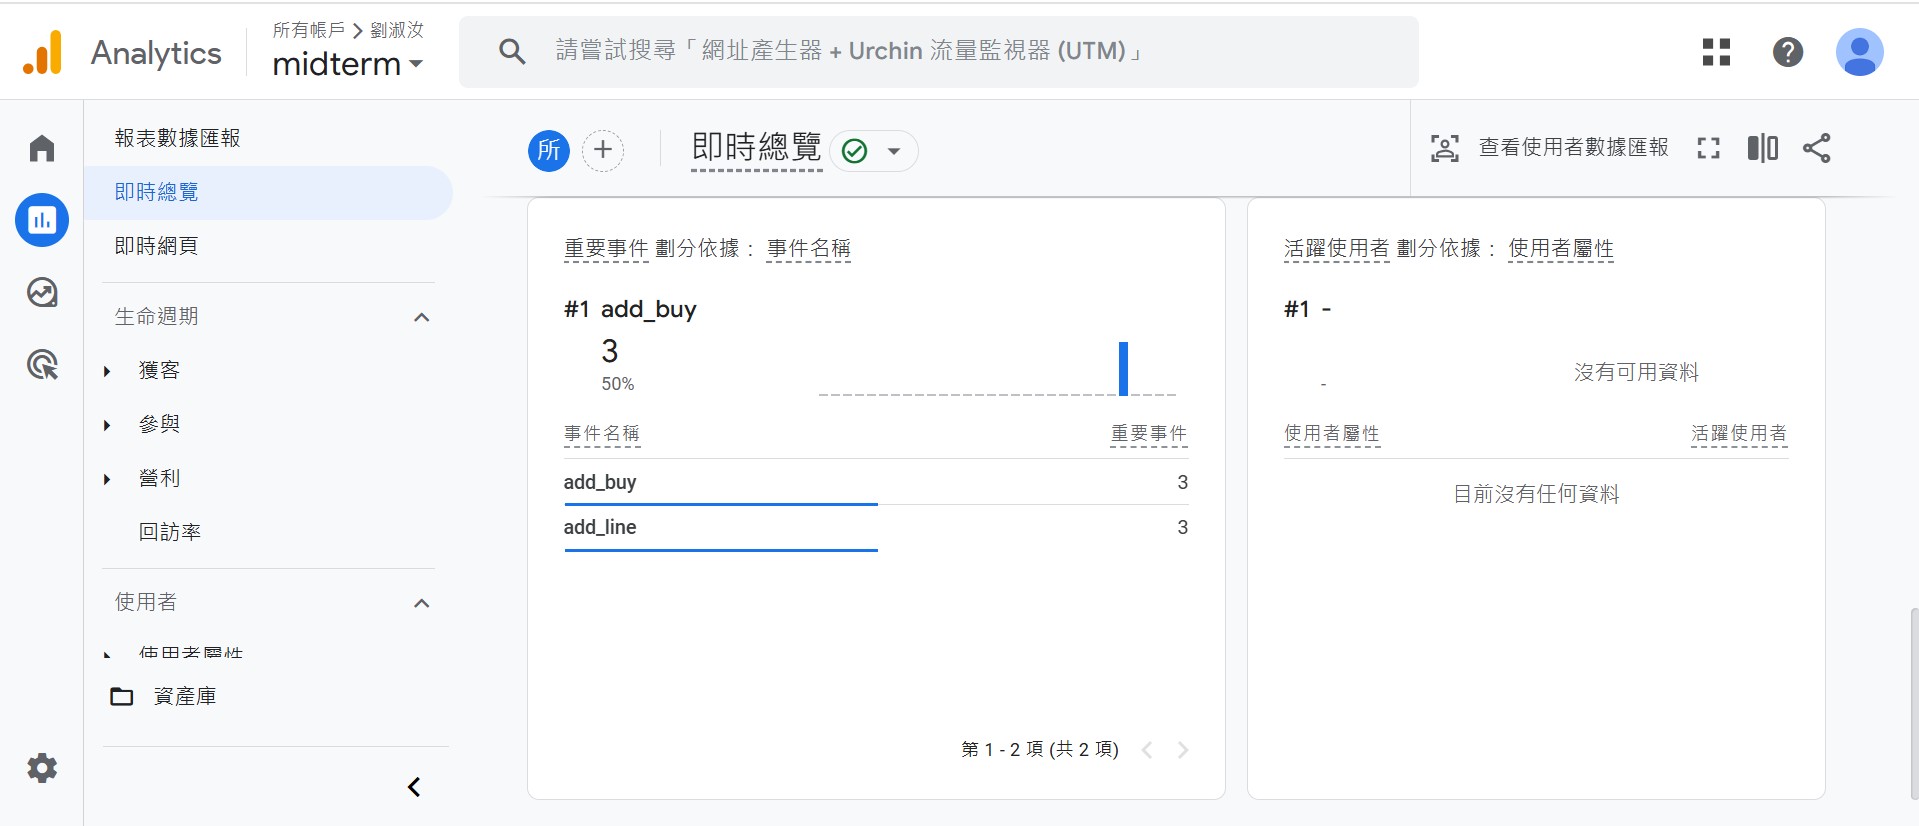 Analytics
所有帳戶 > 劉淑汝
midterm
請嘗試搜尋「網址產生器 + Urchin 流量監視器 (UTM)」
報表數據匯報
即時總覽
即時網頁
生命週期
獲客
參與
營利
回訪率
使用者
使用者屬性
資產庫
所
即時總覽
查看使用者數據匯報
重要事件 劃分依據： 事件名稱
#1 add_buy
3
50%
事件名稱 重要事件
add_buy 3
add_line 3
第 1 - 2 項 (共 2 項)
活躍使用者 劃分依據： 使用者屬性
#1 -
-
沒有可用資料
使用者屬性 活躍使用者
目前沒有任何資料